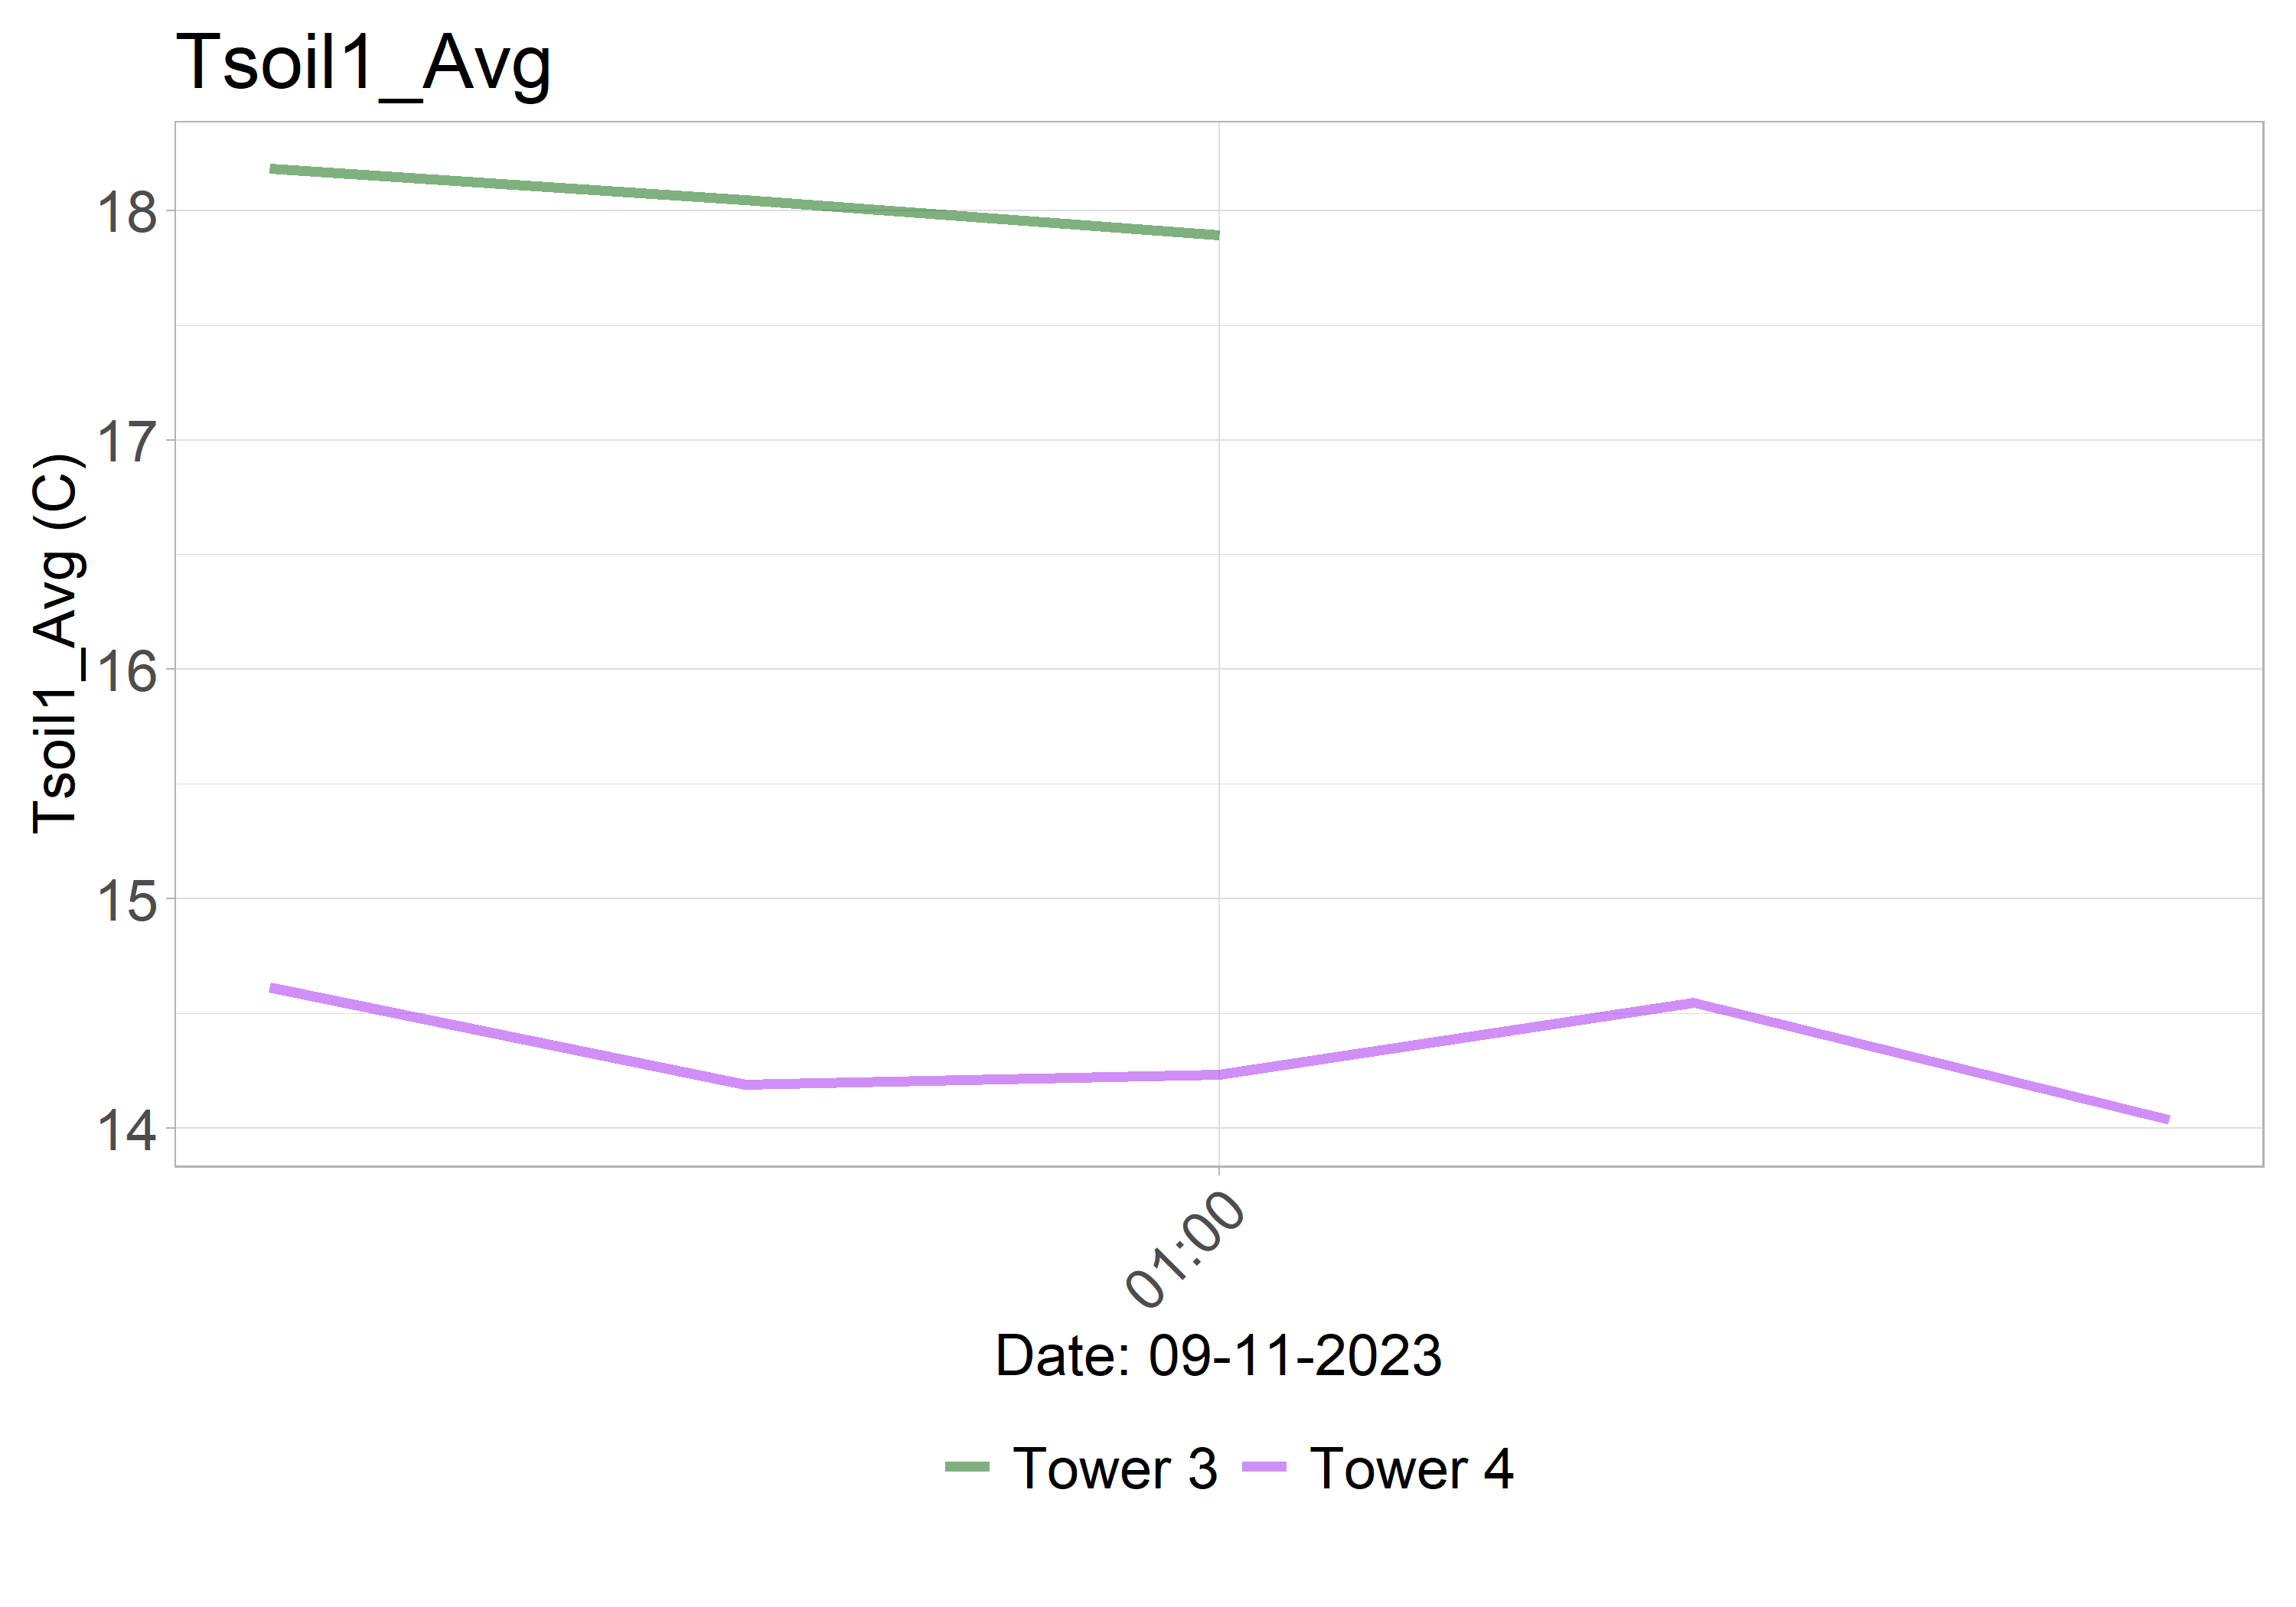 Tsoil1_Avg
Tsoil1_Avg (C)
18
17
16
15
14
01:00
Date: 09-11-2023
Tower 3 Tower 4